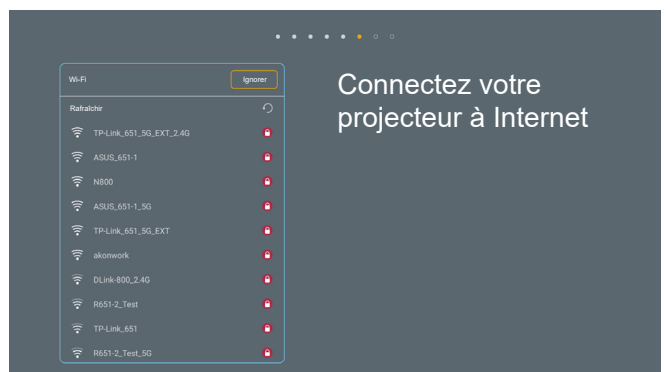 Wi-Fi
Ignorer
Rafraîchir
TP-Link_651_5G_EXT_2.4G
ASUS_651-1
N800
ASUS_651-1_5G
TP-Link_651_5G_EXT
akonwork
DLink-800_2.4G
R651-2_Test
TP-Link_651
R651-2_Test_5G
Connectez votre
projecteur à Internet